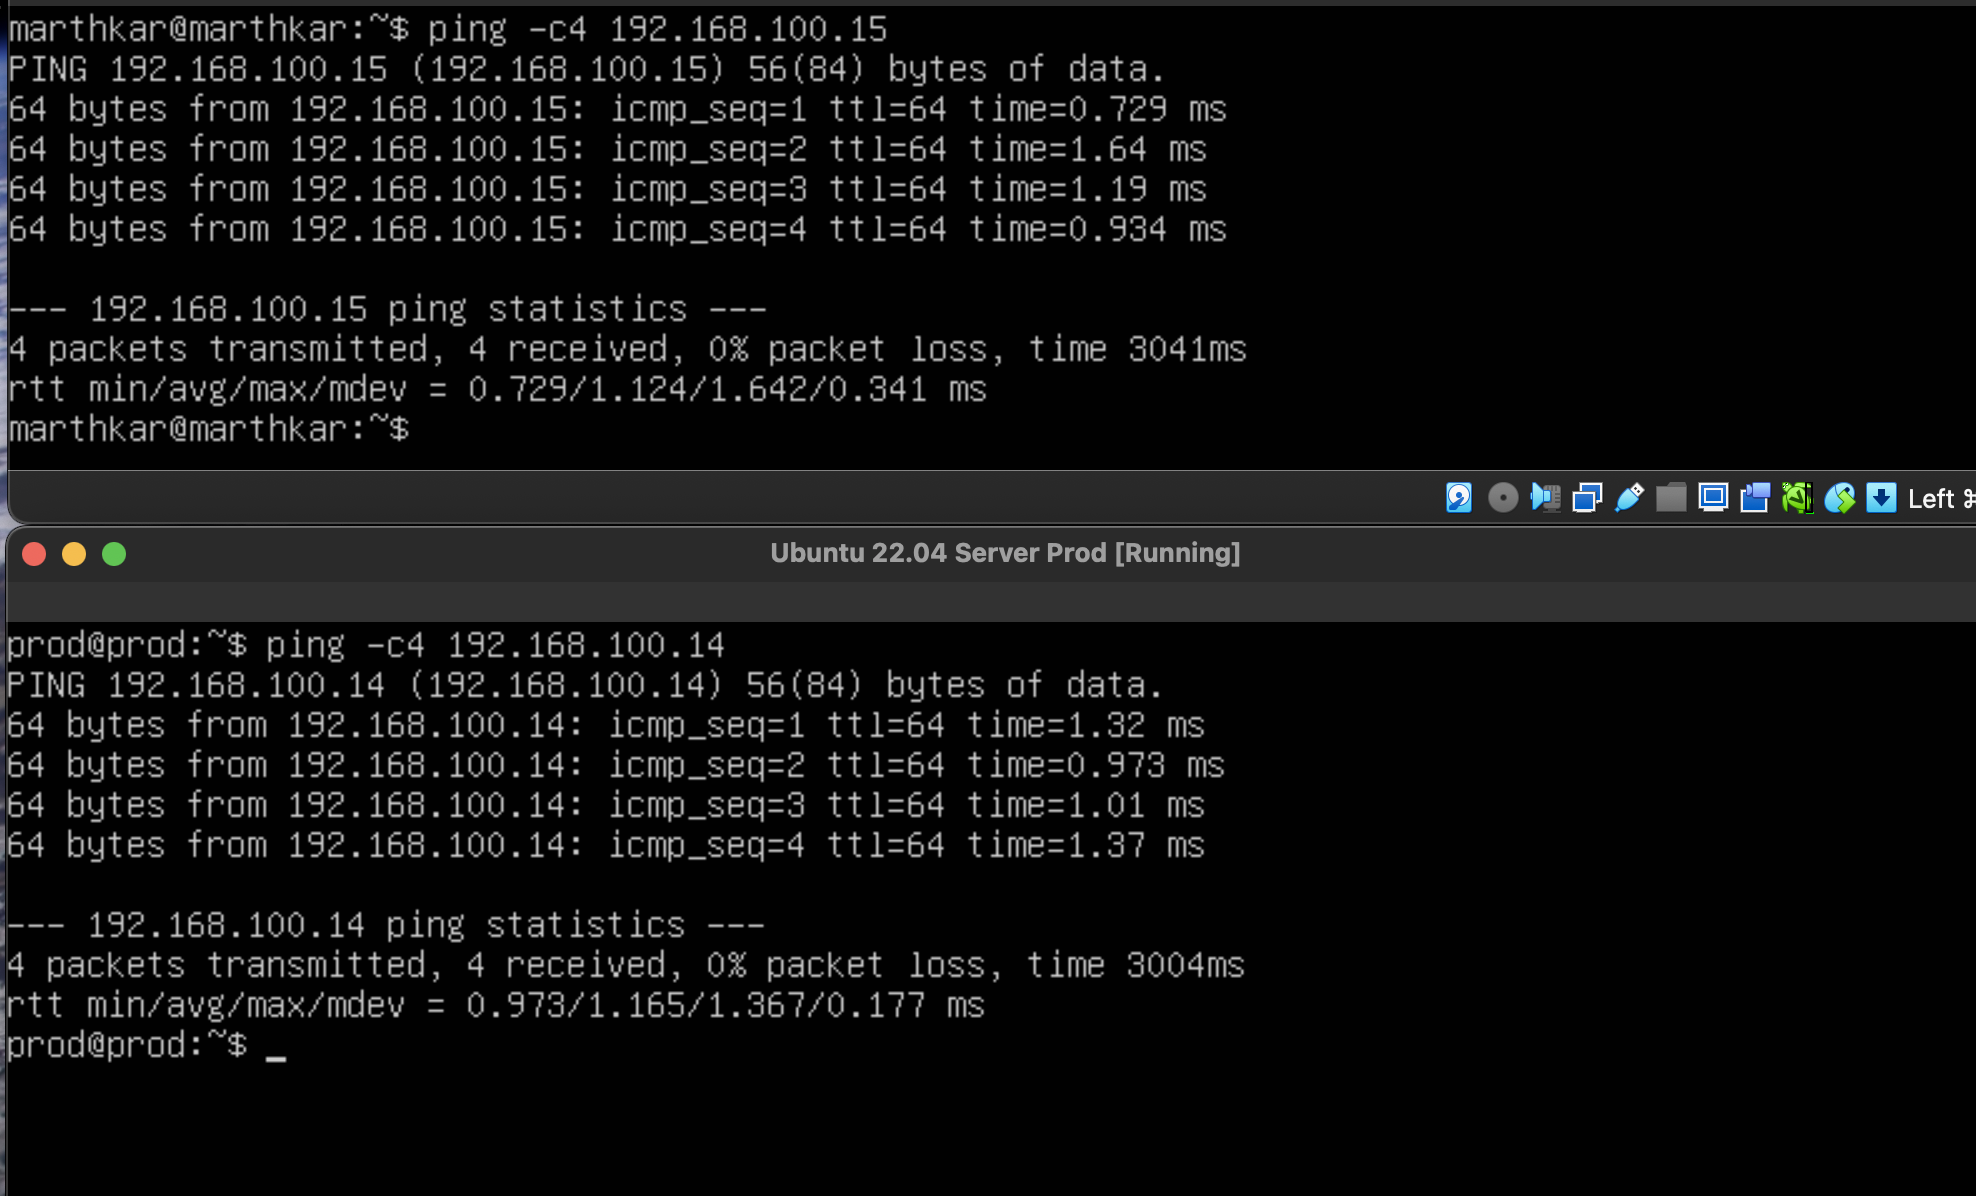 marthkar@marthkar:~$ ping -c4 192.168.100.15
PING 192.168.100.15 (192.168.100.15) 56(84) bytes of data.
64 bytes from 192.168.100.15: icmp_seq=1 ttl=64 time=0.729 ms
64 bytes from 192.168.100.15: icmp_seq=2 ttl=64 time=1.64 ms
64 bytes from 192.168.100.15: icmp_seq=3 ttl=64 time=1.19 ms
64 bytes from 192.168.100.15: icmp_seq=4 ttl=64 time=0.934 ms
--- 192.168.100.15 ping statistics ---
4 packets transmitted, 4 received, 0% packet loss, time 3041ms
rtt min/avg/max/mdev = 0.729/1.124/1.642/0.341 ms
marthkar@marthkar:~$
Left ⌘
Ubuntu 22.04 Server Prod [Running]
prod@prod:~$ ping -c4 192.168.100.14
PING 192.168.100.14 (192.168.100.14) 56(84) bytes of data.
64 bytes from 192.168.100.14: icmp_seq=1 ttl=64 time=1.32 ms
64 bytes from 192.168.100.14: icmp_seq=2 ttl=64 time=0.973 ms
64 bytes from 192.168.100.14: icmp_seq=3 ttl=64 time=1.01 ms
64 bytes from 192.168.100.14: icmp_seq=4 ttl=64 time=1.37 ms
--- 192.168.100.14 ping statistics ---
4 packets transmitted, 4 received, 0% packet loss, time 3004ms
rtt min/avg/max/mdev = 0.973/1.165/1.367/0.177 ms
prod@prod:~$ _